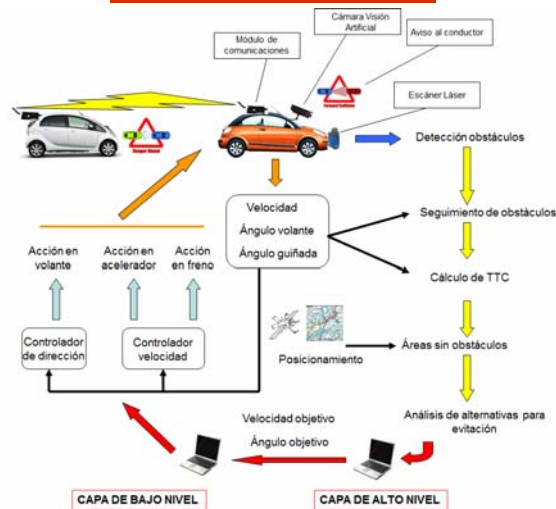 Cámara Visión
Artificial
Módulo de
comunicaciones
Aviso al conductor
Escáner Láser
Detección obstáculos
Velocidad
Ángulo volante
Ángulo guiñada
Seguimiento de obstáculos
Acción en
volante
Acción en
acelerador
Acción
en freno
Cálculo de TTC
Controlador
de dirección
Controlador
velocidad
Posicionamiento
Áreas sin obstáculos
Velocidad objetivo
Ángulo objetivo
Análisis de alternativas para
evitación
CAPA DE BAJO NIVEL
CAPA DE ALTO NIVEL